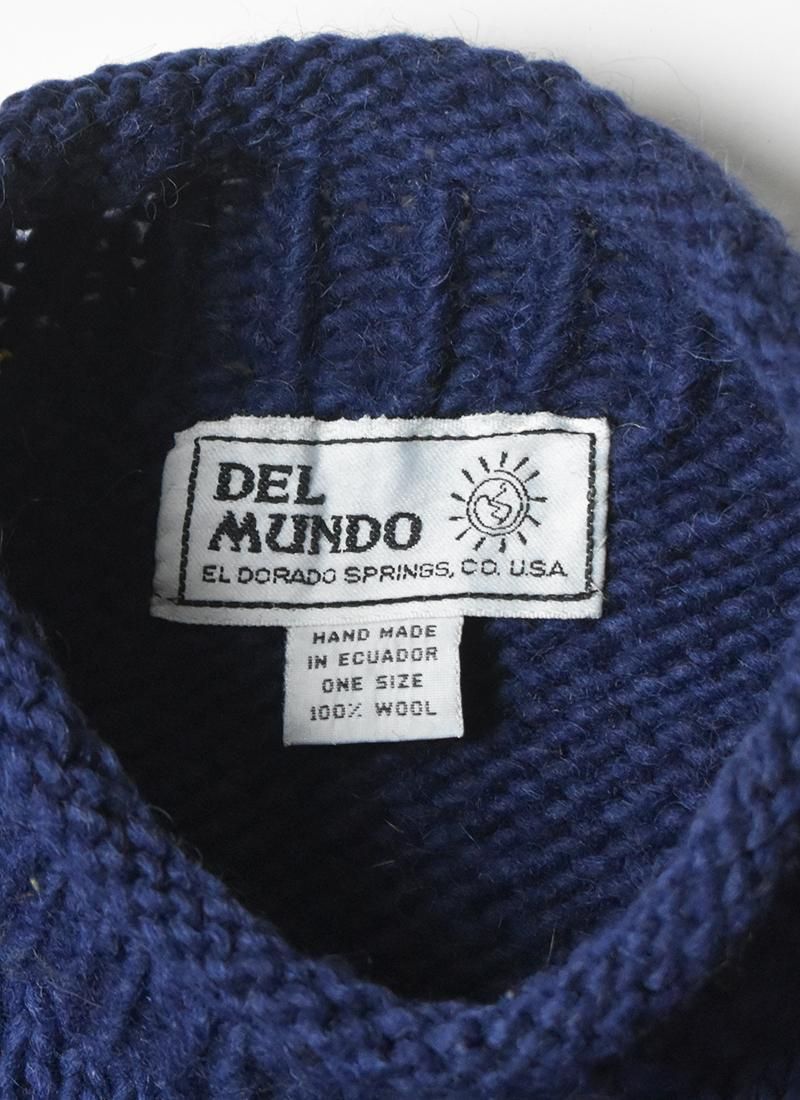 DEL
MUNDO
EL DORADO SPRINGS, CO. U.S.A.
HAND MADE
IN ECUADOR
ONE SIZE
100% WOOL